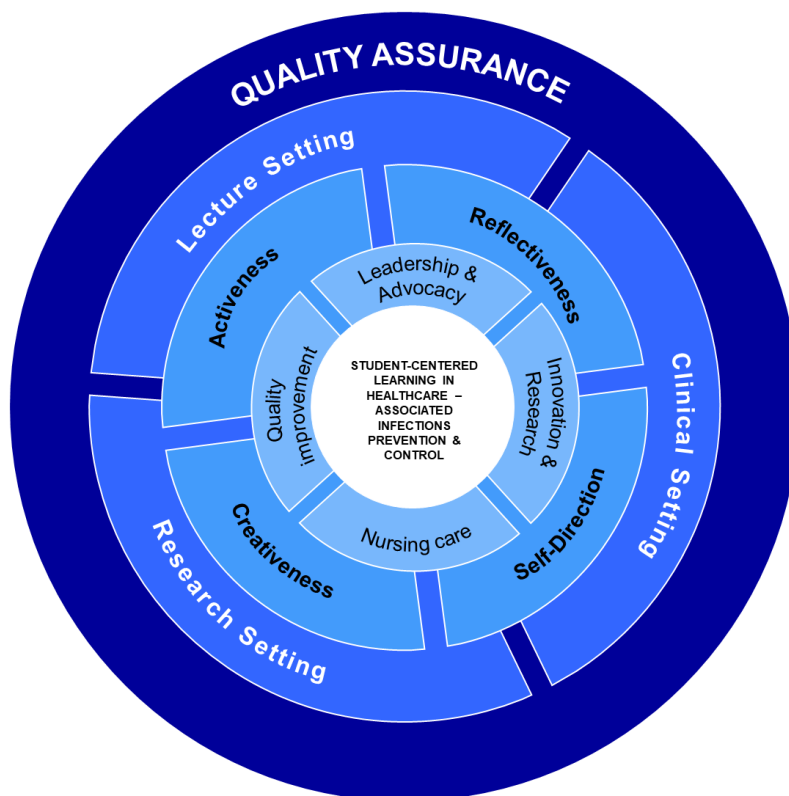 QUALITY ASSURANCE
Lecture Setting
Clinical Setting
Research Setting
Activeness
Reflectiveness
Self-Direction
Creativeness
Leadership &
Advocacy
Innovation &
Research
Nursing care
Quality
improvement
STUDENT-CENTERED
LEARNING IN
HEALTHCARE –
ASSOCIATED
INFECTIONS
PREVENTION &
CONTROL